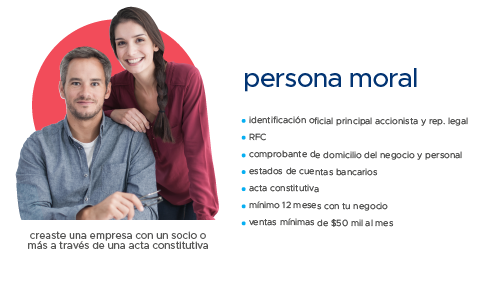 persona moral
identificación oficial principal accionista y rep. legal
RFC
comprobante de domicilio del negocio y personal
estados de cuentas bancarios
acta constitutiva
mínimo 12 meses con tu negocio
ventas mínimas de $50 mil al mes
creaste una empresa con un socio o
más a través de una acta constitutiva